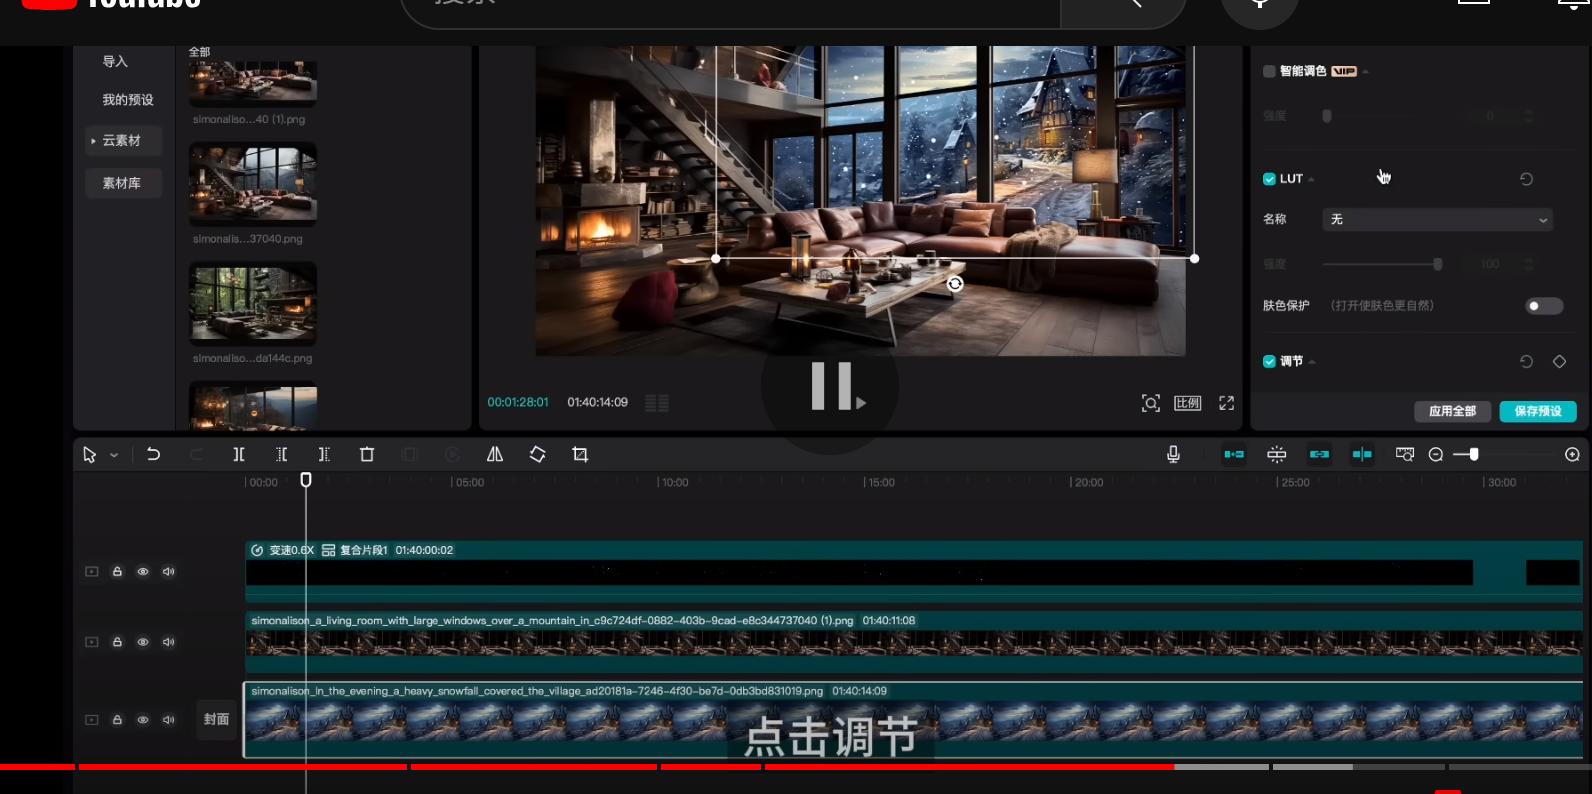 YouTube
搜索
全部
导入
simonaliso...40 (1).png
我的预设
云素材
素材库
simonalis...37040.png
simonaliso...da144c.png
00:01:28:01
01:40:14:09
比例
智能调色 VIP
强度
0
LUT
名称
无
强度
100
肤色保护
(打开使肤色更自然)
调节
应用全部
保存预设
00:00
05:00
10:00
15:00
20:00
25:00
30:00
变速0.6X 复合片段1 01:40:00:02
simonalison_a_living_room_with_large_windows_over_a_mountain_in_c9c724df-0882-403b-9cad-e8c344737040 (1).png 01:40:11:08
simonalison_In_the_evening_a_heavy_snowfall_covered_the_village_ad20181a-7246-4f30-be7d-0db3bd831019.png 01:40:14:09
封面
点击调节